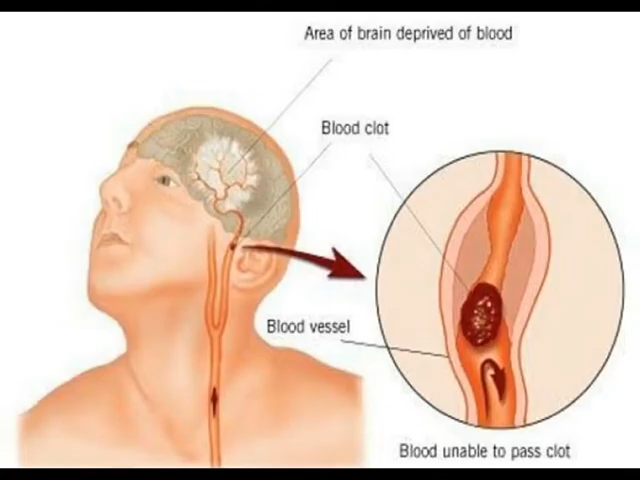 Area of brain deprived of blood
Blood clot
Blood vessel
Blood unable to pass clot